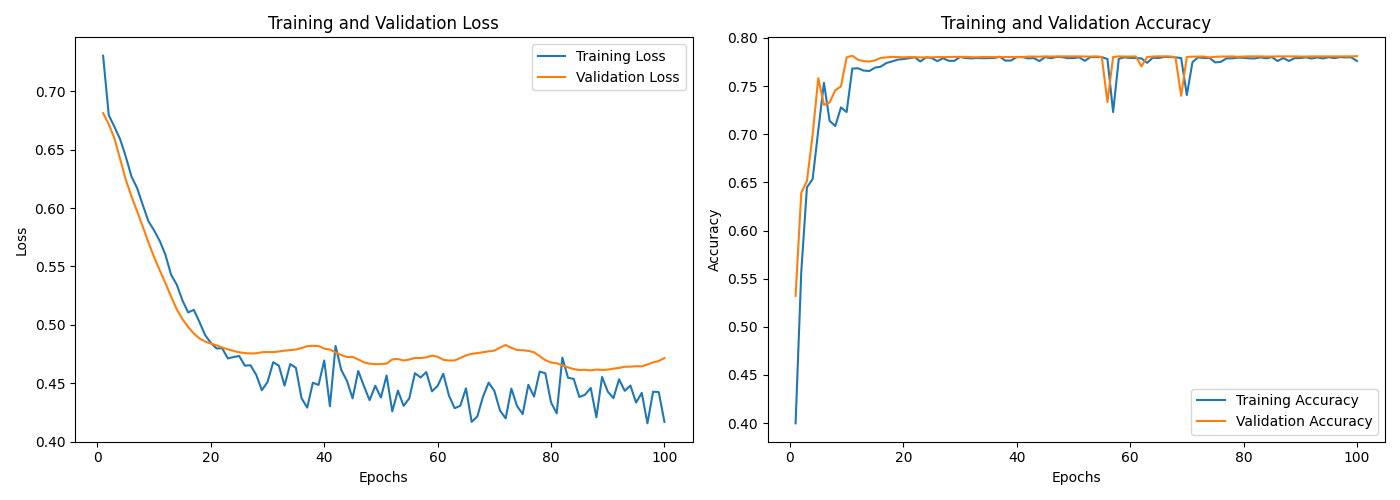 Training and Validation Loss
Training Loss
Validation Loss
0.70
0.65
0.60
0.55
0.50
0.45
0.40
Loss
0
20
40
60
80
100
Epochs
Training and Validation Accuracy
0.80
0.75
0.70
0.65
0.60
0.55
0.50
0.45
0.40
Accuracy
Training Accuracy
Validation Accuracy
0
20
40
60
80
100
Epochs